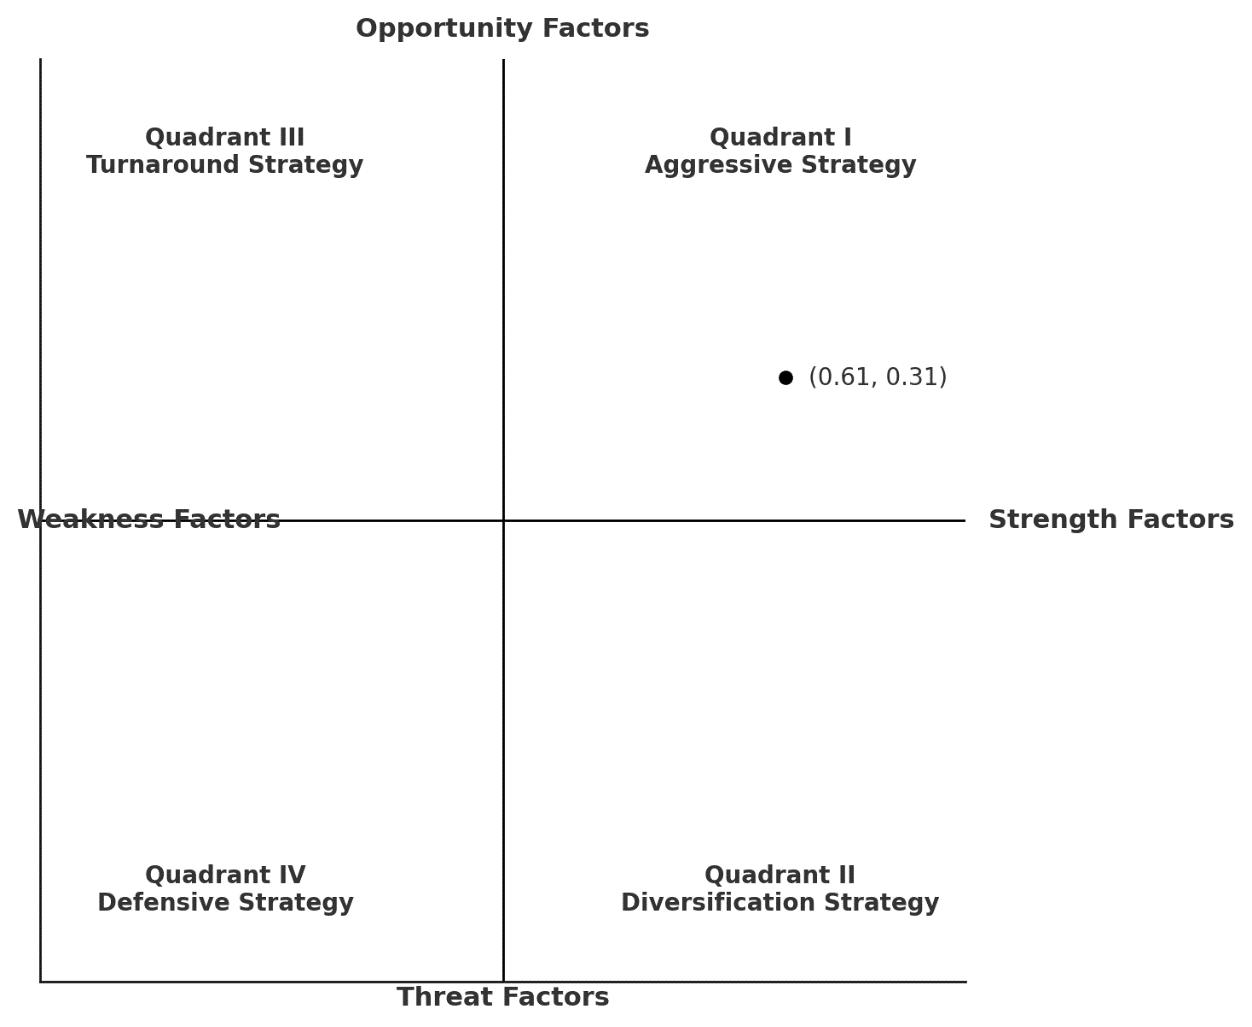 Opportunity Factors
Quadrant III
Turnaround Strategy
Quadrant I
Aggressive Strategy
(0.61, 0.31)
Weakness Factors
Strength Factors
Quadrant IV
Defensive Strategy
Quadrant II
Diversification Strategy
Threat Factors